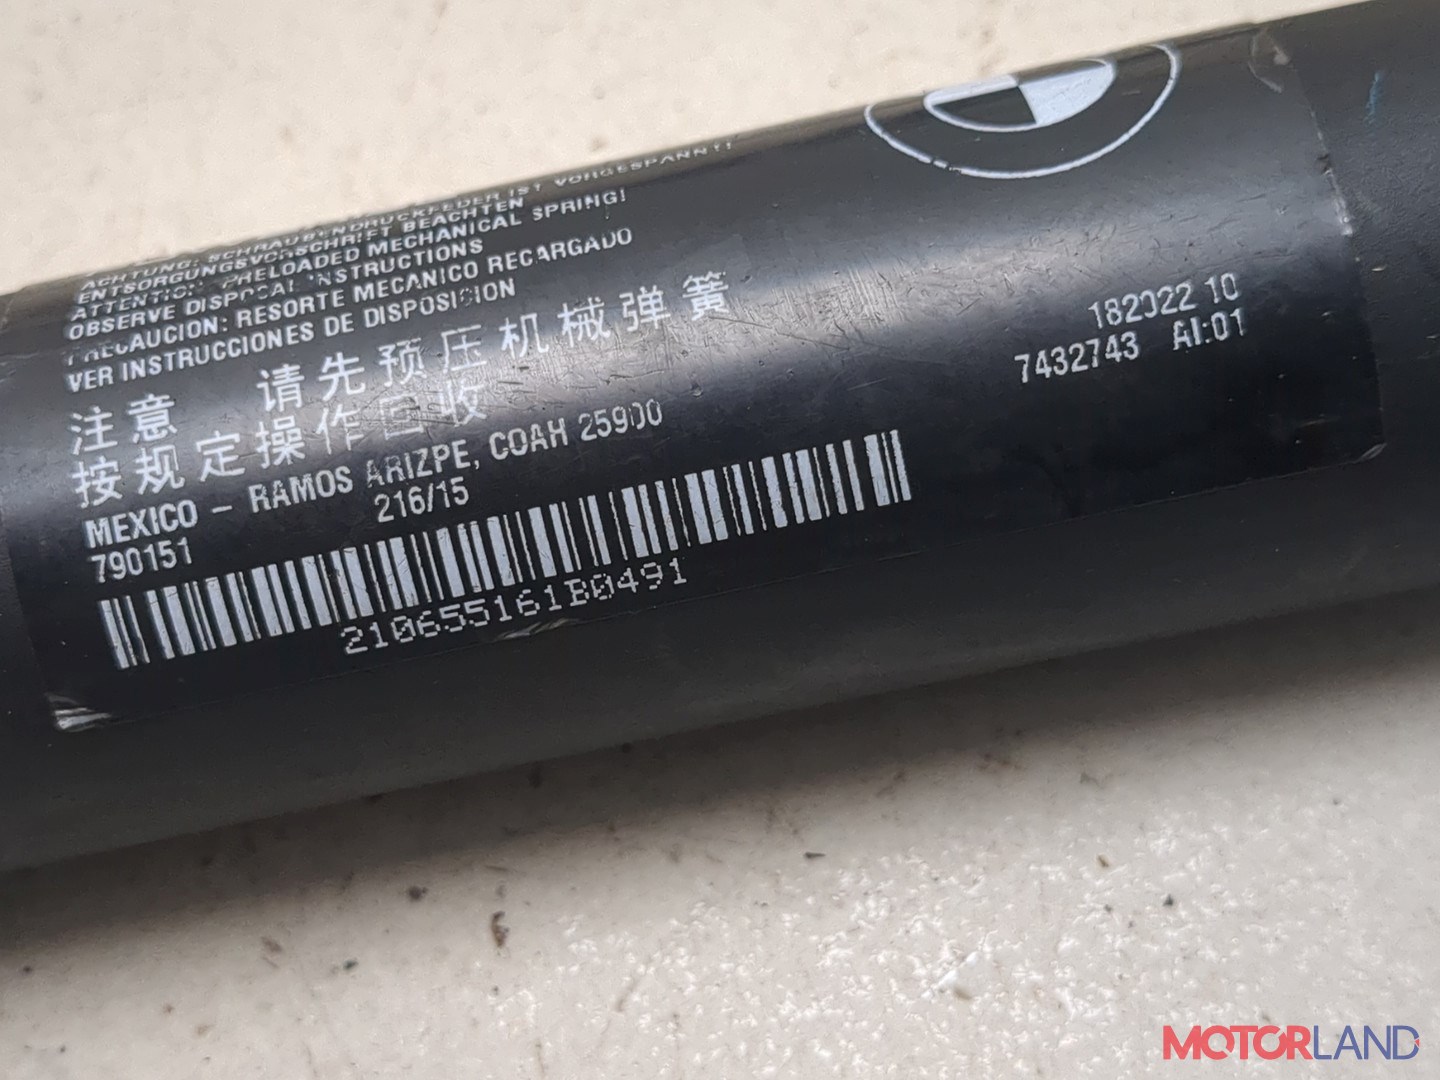 ACHTUNG: SCHRAUBENDRUCKFEDER IST VORGESPANNT!
ENTSORGUNGSVORSCHRIFT BEACHTEN
ATTENTION: PRELOADED MECHANICAL SPRING!
OBSERVE DISPOSAL INSTRUCTIONS
PRECAUCION: RESORTE MECANICO RECARGADO
VER INSTRUCCIONES DE DISPOSICION
注意 请先预压机械弹簧
按规定操作回收
MEXICO - RAMOS ARIZPE, COAH 25900
790151 216/15
210655161B0491
182022 10
7432743 AI:01
MOTORLAND